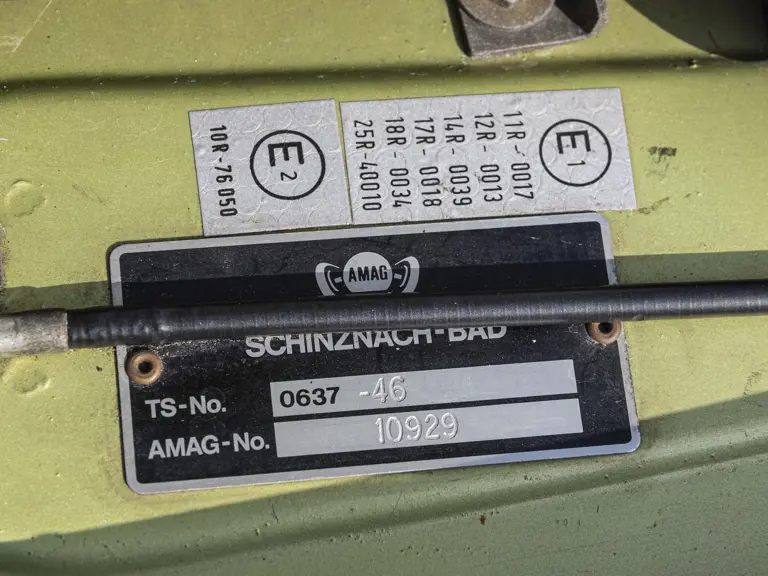 10R-76 050
E2
E1
11R-0017
12R-0013
14R-0039
17R-0018
18R-0034
25R-40010
AMAG
SCHINZNACH-BAD
TS-No. 0637 -46
AMAG-No. 10929